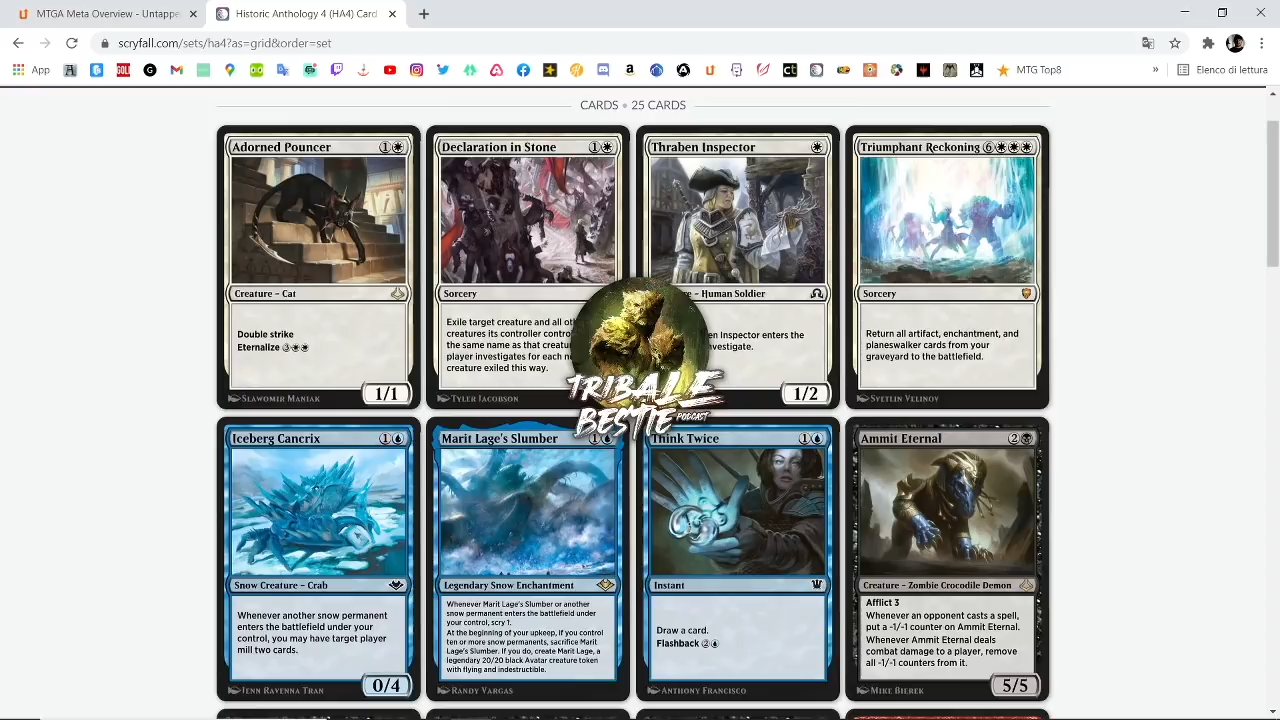 MTGA Meta Overview - Untappe
Historic Anthology 4 (HA4) Card
scryfall.com/sets/ha4?as=grid&order=set
App
GOLD
MTG Top8
Elenco di lettura
CARDS • 25 CARDS
Adorned Pouncer 1
Declaration in Stone 1
Thraben Inspector
Triumphant Reckoning 6
Creature – Cat
Sorcery
Human Soldier
Sorcery
Double strike
Eternalize 3
Exile target creature and all
creatures its controller
the same name as that
player investigates for each
creature exiled this way.
Inspector enters the
Return all artifact, enchantment, and
planeswalker cards from your
graveyard to the battlefield.
TRIBALE
BESTIE PODCAST
Slawomir Maniak
1/1
Tyler Jacobson
1/2
Svetlin Velinov
Iceberg Cancrix 1
Marit Lage's Slumber 1
Think Twice 1
Ammit Eternal 2
Snow Creature – Crab
Legendary Snow Enchantment
Instant
Creature – Zombie Crocodile Demon
Whenever another snow permanent
enters the battlefield under your
control, you may have target player
mill two cards.
Whenever Marit Lage's Slumber or another
snow permanent enters the battlefield under
your control, scry 1.
At the beginning of your upkeep, if you control
ten or more snow permanents, sacrifice Marit
Lage's Slumber. If you do, create Marit Lage, a
legendary 20/20 black Avatar creature token
with flying and indestructible.
Draw a card.
Flashback 2
Afflict 3
Whenever an opponent casts a spell,
put a -1/-1 counter on Ammit Eternal.
Whenever Ammit Eternal deals
combat damage to a player, remove
all -1/-1 counters from it.
Jenn Ravenna Tran
0/4
Randy Vargas
Anthony Francisco
Mike Bierek
5/5